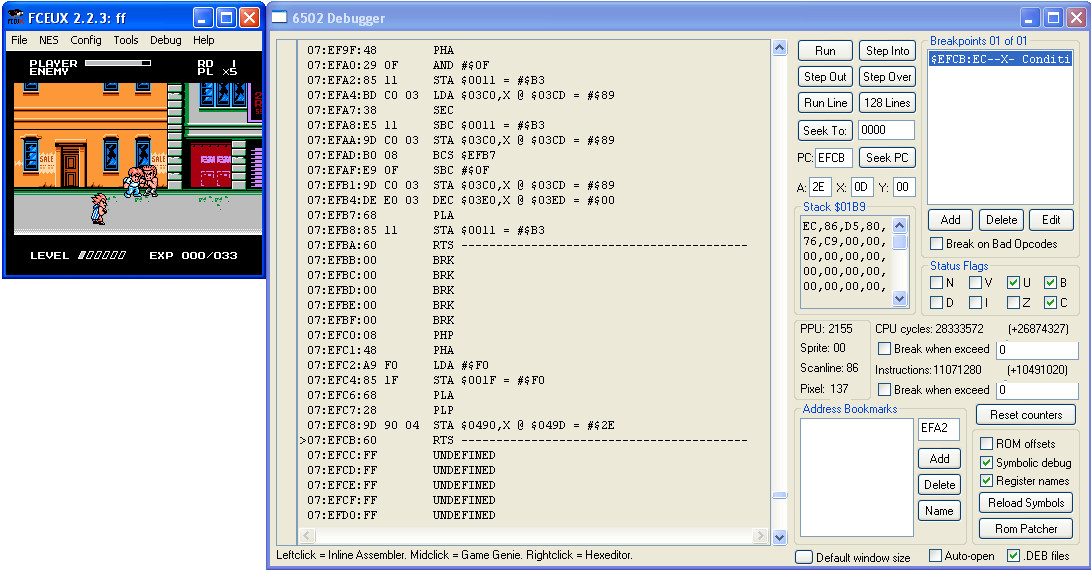 FCEUX 2.2.3: ff
File NES Config Tools Debug Help
PLAYER RD 1
ENEMY PL x5
SALE SALE
LEVEL EXP 000/033
6502 Debugger
07:EF9F:48 PHA
07:EFA0:29 0F AND #$0F
07:EFA2:85 11 STA $0011 = #$B3
07:EFA4:BD C0 03 LDA $03C0,X @ $03CD = #$89
07:EFA7:38 SEC
07:EFA8:E5 11 SBC $0011 = #$B3
07:EFAA:9D C0 03 STA $03C0,X @ $03CD = #$89
07:EFAD:B0 08 BCS $EFB7
07:EFAF:E9 0F SBC #$0F
07:EFB1:9D C0 03 STA $03C0,X @ $03CD = #$89
07:EFB4:DE E0 03 DEC $03E0,X @ $03ED = #$00
07:EFB7:68 PLA
07:EFB8:85 11 STA $0011 = #$B3
07:EFBA:60 RTS -----------------------------------------
07:EFBB:00 BRK
07:EFBC:00 BRK
07:EFBD:00 BRK
07:EFBE:00 BRK
07:EFBF:00 BRK
07:EFC0:08 PHP
07:EFC1:48 PHA
07:EFC2:A9 F0 LDA #$F0
07:EFC4:85 1F STA $001F = #$F0
07:EFC6:68 PLA
07:EFC7:28 PLP
07:EFC8:9D 90 04 STA $0490,X @ $049D = #$2E
>07:EFCB:60 RTS -----------------------------------------
07:EFCC:FF UNDEFINED
07:EFCD:FF UNDEFINED
07:EFCE:FF UNDEFINED
07:EFCF:FF UNDEFINED
07:EFD0:FF UNDEFINED
Leftclick = Inline Assembler. Midclick = Game Genie. Rightclick = Hexeditor.
Run Step Into
Step Out Step Over
Run Line 128 Lines
Seek To: 0000
PC: EFCB Seek PC
A: 2E X: 0D Y: 00
Stack $01B9
EC,86,D5,80,
76,C9,00,00,
00,00,00,00,
00,00,00,00,
00,00,00,00,
Breakpoints 01 of 01
$EFCB:EC--X- Conditi
Add Delete Edit
Break on Bad Opcodes
Status Flags
N V U B
D I Z C
PPU: 2155
Sprite: 00
Scanline: 86
Pixel: 137
CPU cycles: 28333572 (+26874327)
Break when exceed 0
Instructions: 11071280 (+10491020)
Break when exceed 0
Address Bookmarks
EFA2
Add
Delete
Name
Reset counters
ROM offsets
Symbolic debug
Register names
Reload Symbols
Rom Patcher
Default window size Auto-open .DEB files